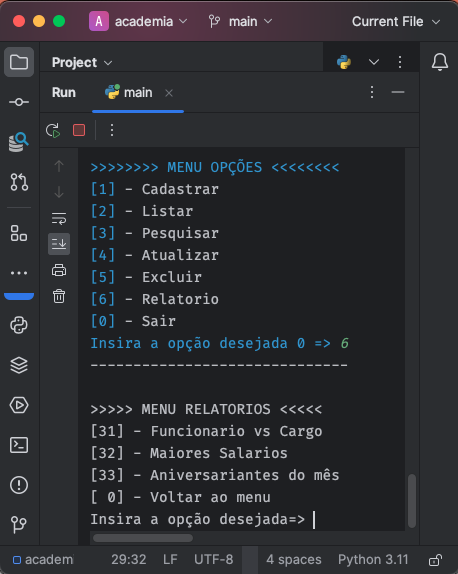 A academia main Current File
Project
Run main
>>>>>>>> MENU OPÇÕES <<<<<<<<
[1] - Cadastrar
[2] - Listar
[3] - Pesquisar
[4] - Atualizar
[5] - Excluir
[6] - Relatorio
[0] - Sair
Insira a opção desejada 0 => 6
------------------------------
>>>>> MENU RELATORIOS <<<<<
[31] - Funcionario vs Cargo
[32] - Maiores Salarios
[33] - Aniversariantes do mês
[ 0] - Voltar ao menu
Insira a opção desejada=>
academ 29:32 LF UTF-8 4 spaces Python 3.11